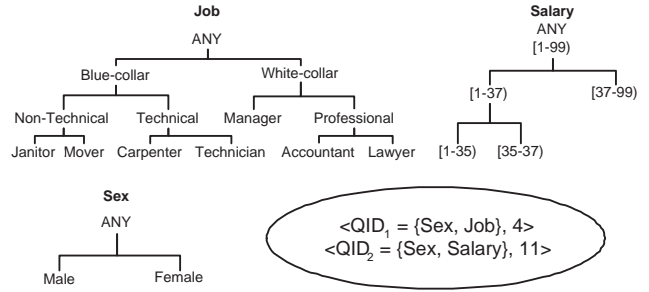 Job
ANY
Blue-collar White-collar
Non-Technical Technical Manager Professional
Janitor Mover Carpenter Technician Accountant Lawyer
Salary
ANY
[1-99)
[1-37) [37-99)
[1-35) [35-37)
Sex
ANY
Male Female
<QID1 = {Sex, Job}, 4>
<QID2 = {Sex, Salary}, 11>